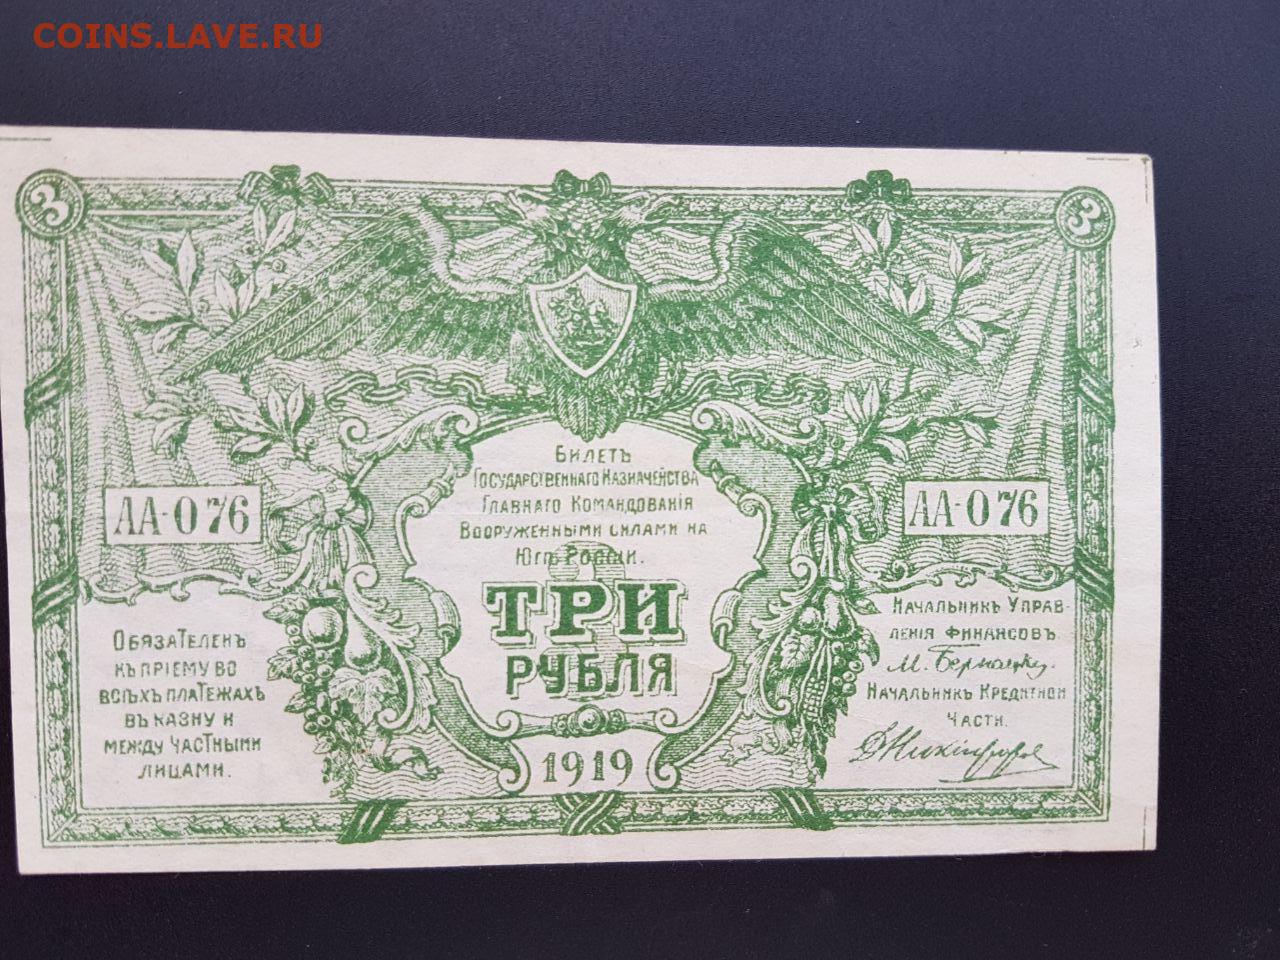 COINS.LAVE.RU
3
3
Билетъ
Государственнаго Казначейства
Главнаго Командованія
Вооруженными силами на
Югѣ Россіи.
АА-076
АА-076
ТРИ
РУБЛЯ
1919
Обязателенъ
къ пріему во
всѣхъ платежахъ
въ казну и
между частными
лицами.
Начальникъ Управ-
ленія Финансовъ
М. Бернацкій.
Начальникъ Кредитной
Части.
Д. Никифоров